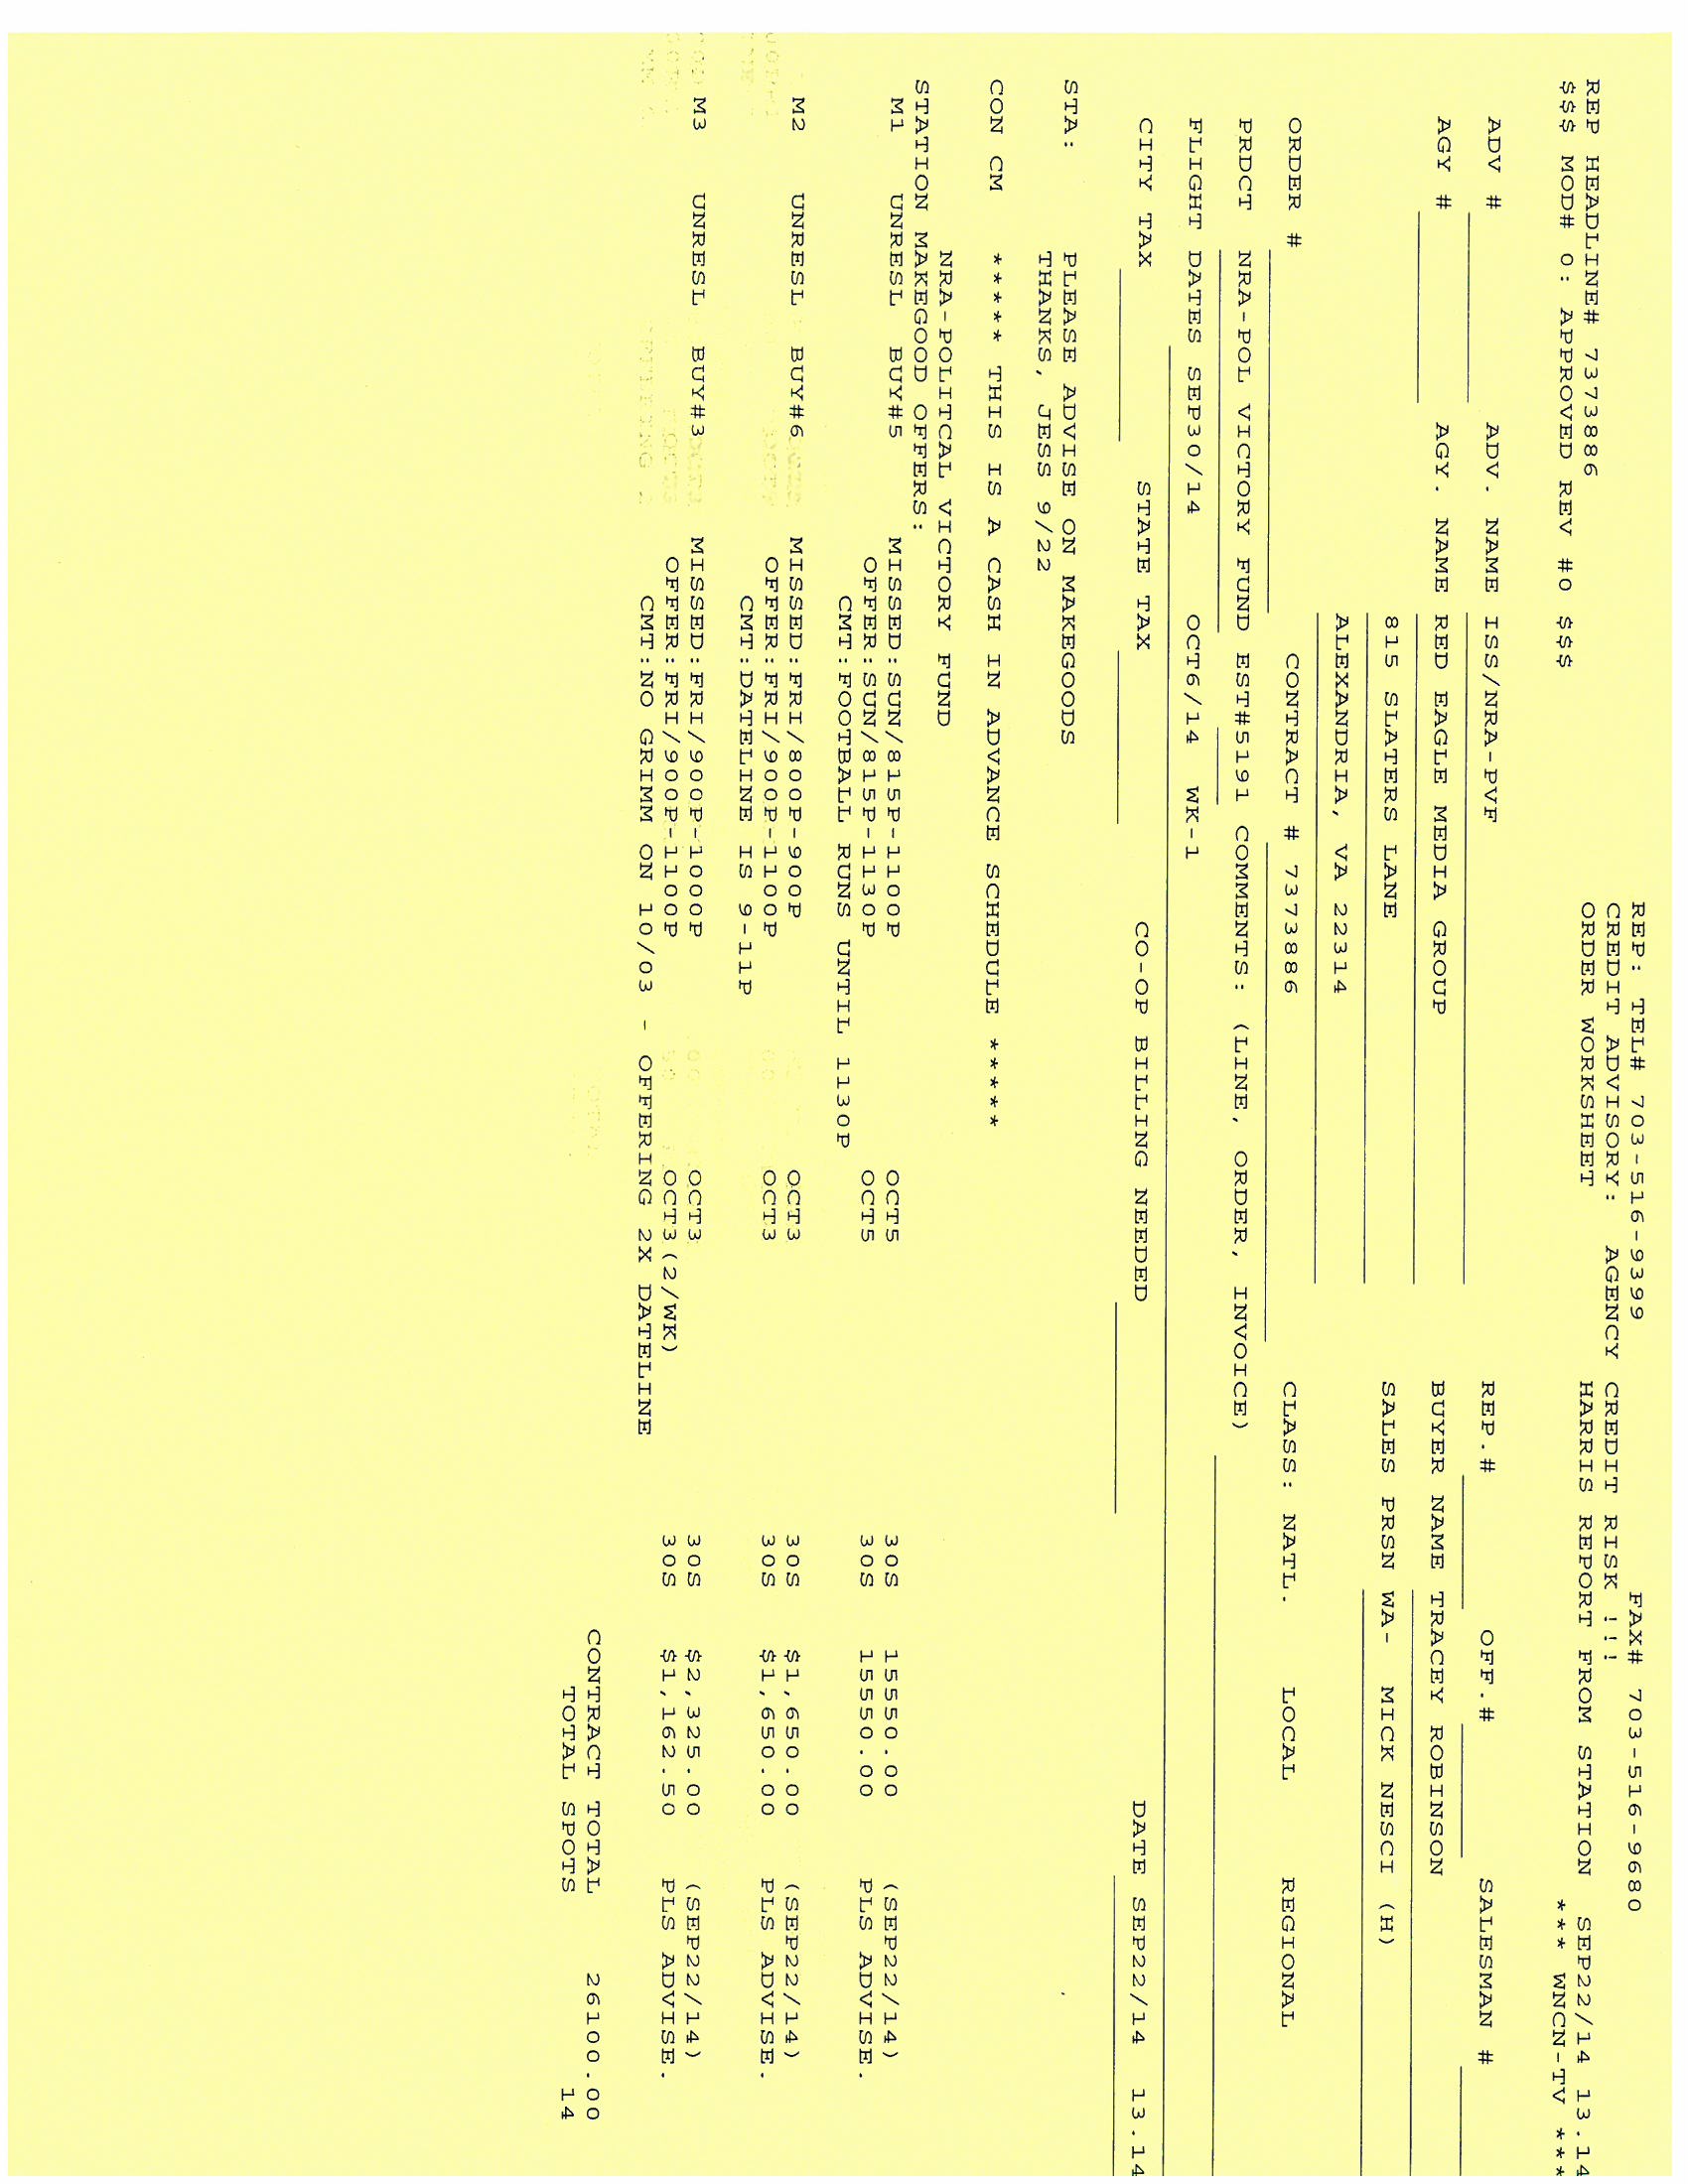 REP: TEL# 703-516-9399 FAX# 703-516-9680
CREDIT ADVISORY: AGENCY CREDIT RISK !!! SEP22/14 13.14
REP HEADLINE# 7373886 ORDER WORKSHEET HARRIS REPORT FROM STATION *** WNCN-TV ***
$$$ MOD# 0: APPROVED REV #0 $$$
ADV # ADV. NAME ISS/NRA-PVF REP.# OFF.# SALESMAN #
AGY # AGY. NAME RED EAGLE MEDIA GROUP BUYER NAME TRACEY ROBINSON
815 SLATERS LANE SALES PRSN WA- MICK NESCI (H)
ALEXANDRIA, VA 22314
ORDER # CONTRACT # 7373886 CLASS: NATL. LOCAL REGIONAL
PRDCT NRA-POL VICTORY FUND EST#5191 COMMENTS: (LINE, ORDER, INVOICE)
FLIGHT DATES SEP30/14 OCT6/14 WK-1
CITY TAX STATE TAX CO-OP BILLING NEEDED DATE SEP22/14 13.14
STA: PLEASE ADVISE ON MAKEGOODS
THANKS, JESS 9/22
CON CM ***** THIS IS A CASH IN ADVANCE SCHEDULE *****
NRA-POLITCAL VICTORY FUND
STATION MAKEGOOD OFFERS:
M1 UNRESL BUY#5 MISSED:SUN/815P-1100P OCT5 30S 15550.00 (SEP22/14)
OFFER:SUN/815P-1130P OCT5 30S 15550.00 PLS ADVISE.
CMT:FOOTBALL RUNS UNTIL 1130P
M2 UNRESL BUY#6 MISSED:FRI/800P-900P OCT3 30S $1,650.00 (SEP22/14)
OFFER:FRI/900P-1100P OCT3 30S $1,650.00 PLS ADVISE.
CMT:DATELINE IS 9-11P
M3 UNRESL BUY#3 MISSED:FRI/900P-1000P OCT3 30S $2,325.00 (SEP22/14)
OFFER:FRI/900P-1100P OCT3(2/WK) 30S $1,162.50 PLS ADVISE.
CMT:NO GRIMM ON 10/03 - OFFERING 2X DATELINE
CONTRACT TOTAL 26100.00
TOTAL SPOTS 14